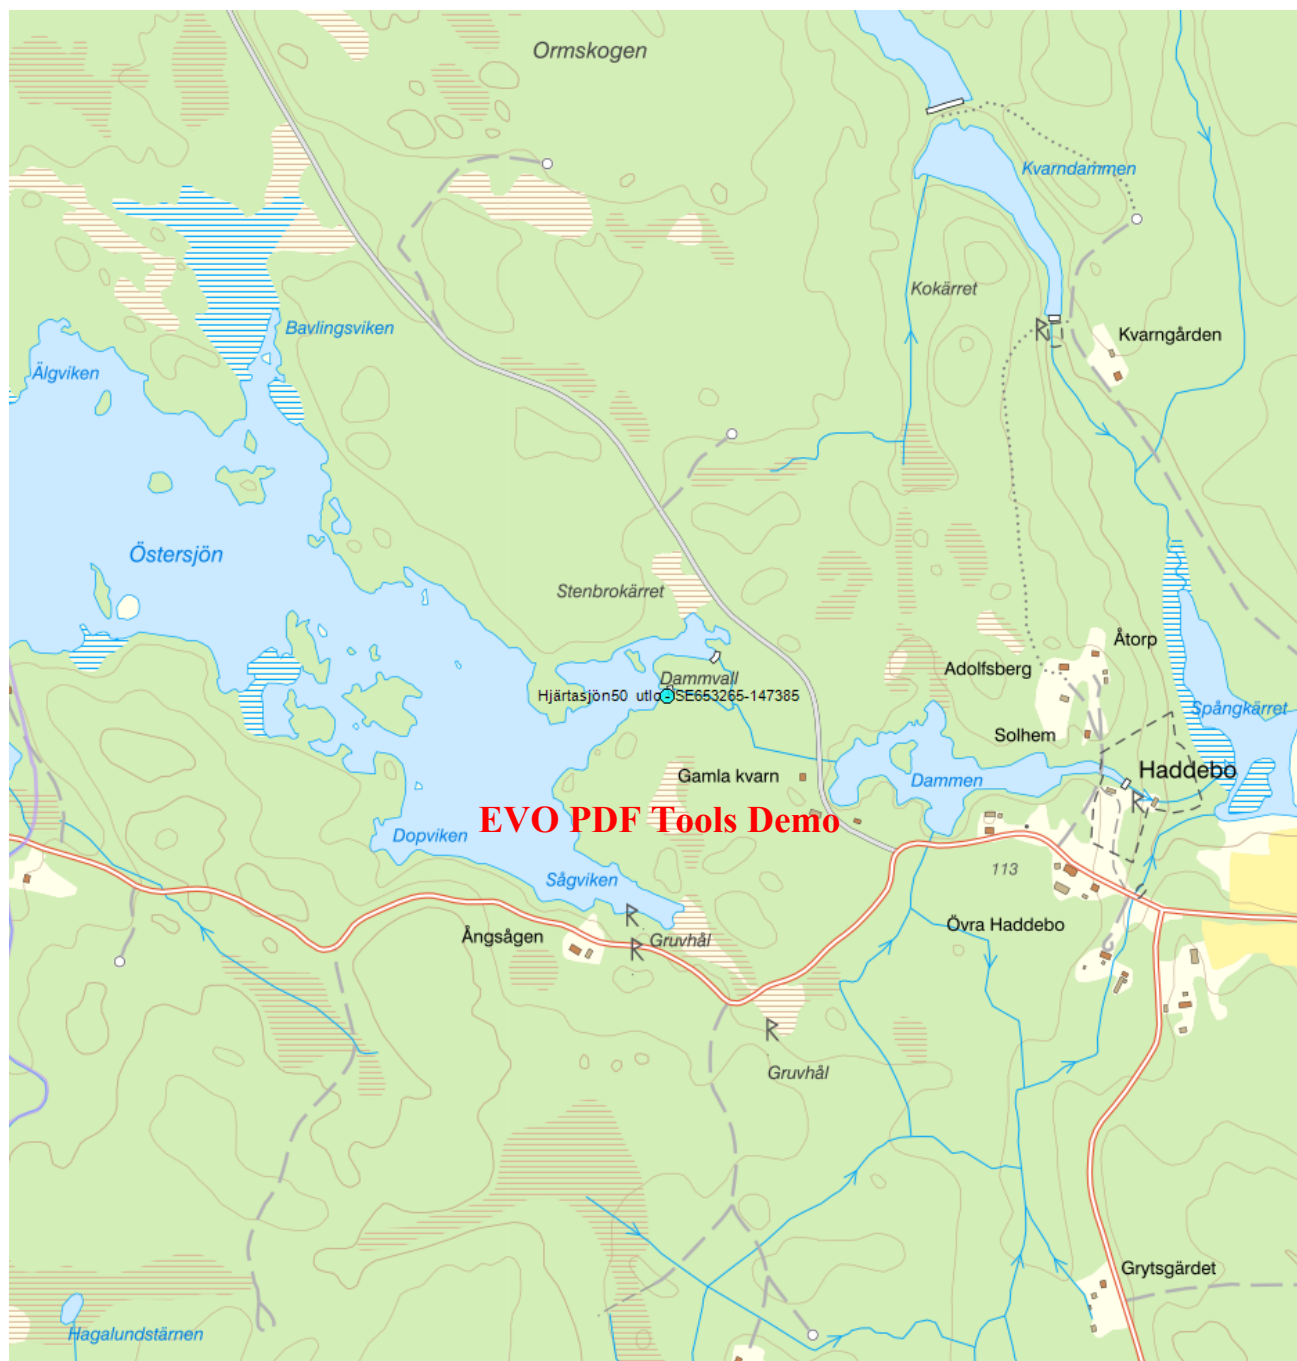 Ormskogen
Kvarndammen
Kokärret
Bavlingsviken
Kvarngården
Älgviken
Östersjön
Stenbrokärret
Åtorp
Adolfsberg
Dammvall
Hjärtasjön50 SE653265-147385
Spångkärret
Solhem
Haddebo
Gamla kvarn
Dammen
EVO PDF Tools Demo
Dopviken
Sågviken
113
Övra Haddebo
Ångsågen
Gruvhål
Gruvhål
Grytsgärdet
Hagalundstärnen